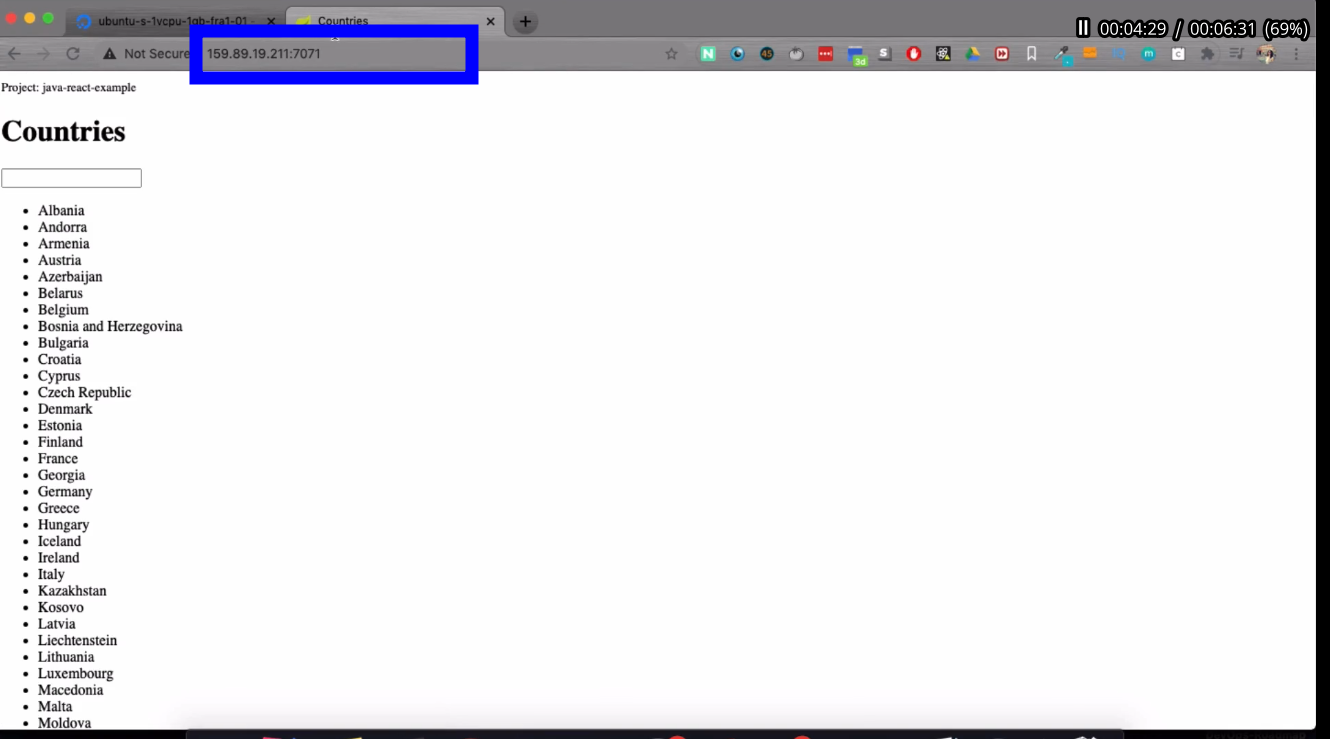 ubuntu-s-1vcpu-1gb-fra1-01 -
Countries
00:04:29 / 00:06:31 (69%)
Not Secure
159.89.19.211:7071
N
45
3d
S
c
m
Project: java-react-example
Countries
Albania
Andorra
Armenia
Austria
Azerbaijan
Belarus
Belgium
Bosnia and Herzegovina
Bulgaria
Croatia
Cyprus
Czech Republic
Denmark
Estonia
Finland
France
Georgia
Germany
Greece
Hungary
Iceland
Ireland
Italy
Kazakhstan
Kosovo
Latvia
Liechtenstein
Lithuania
Luxembourg
Macedonia
Malta
Moldova